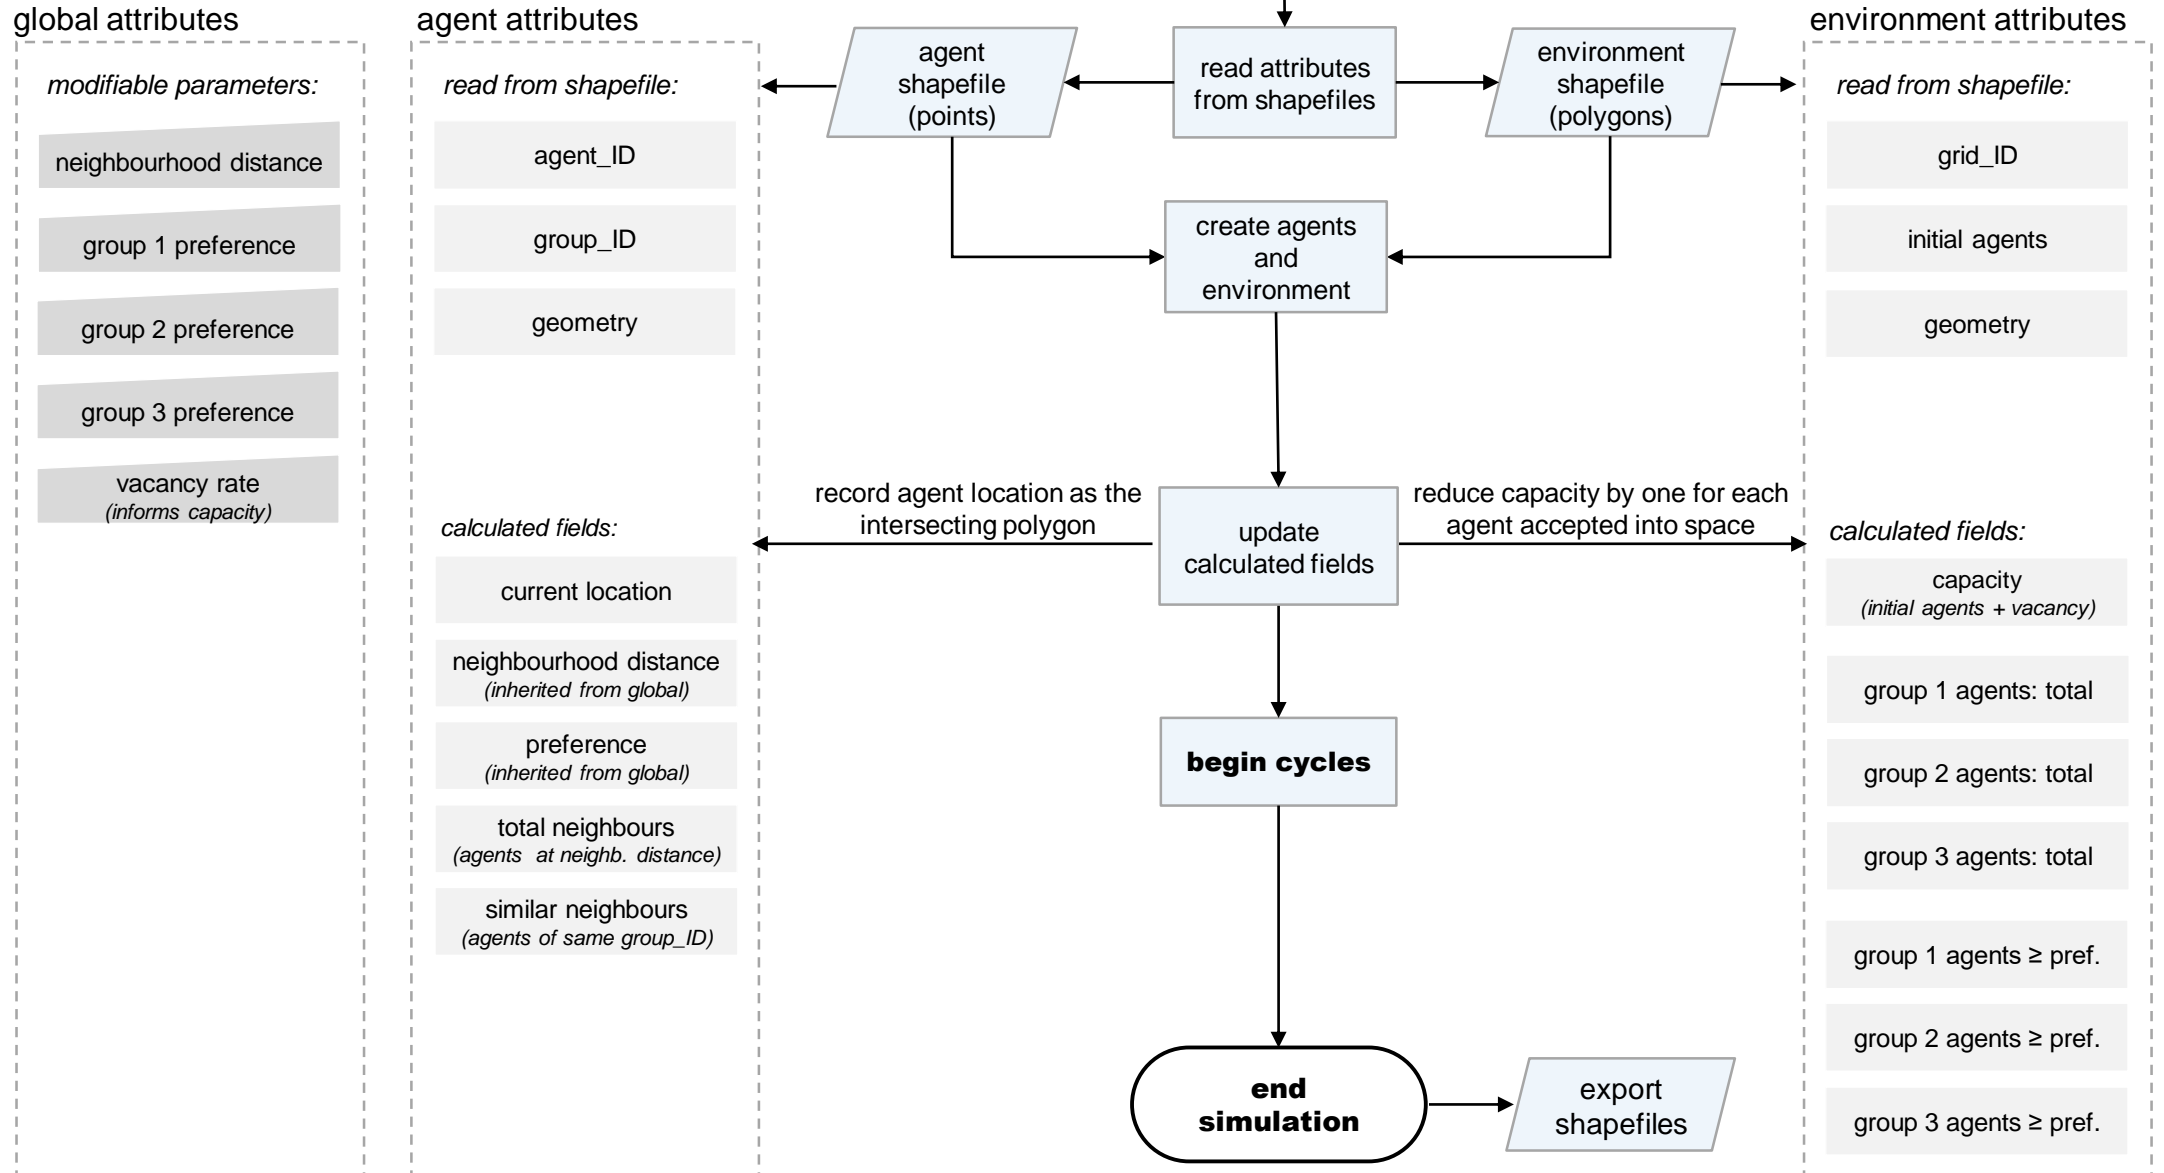 global attributes
modifiable parameters:
neighbourhood distance
group 1 preference
group 2 preference
group 3 preference
vacancy rate
(informs capacity)
agent attributes
read from shapefile:
agent_ID
group_ID
geometry
calculated fields:
current location
neighbourhood distance
(inherited from global)
preference
(inherited from global)
total neighbours
(agents at neighb. distance)
similar neighbours
(agents of same group_ID)
agent
shapefile
(points)
read attributes
from shapefiles
environment
shapefile
(polygons)
create agents
and
environment
record agent location as the
intersecting polygon
update
calculated fields
reduce capacity by one for each
agent accepted into space
begin cycles
end
simulation
export
shapefiles
environment attributes
read from shapefile:
grid_ID
initial agents
geometry
calculated fields:
capacity
(initial agents + vacancy)
group 1 agents: total
group 2 agents: total
group 3 agents: total
group 1 agents ≥ pref.
group 2 agents ≥ pref.
group 3 agents ≥ pref.